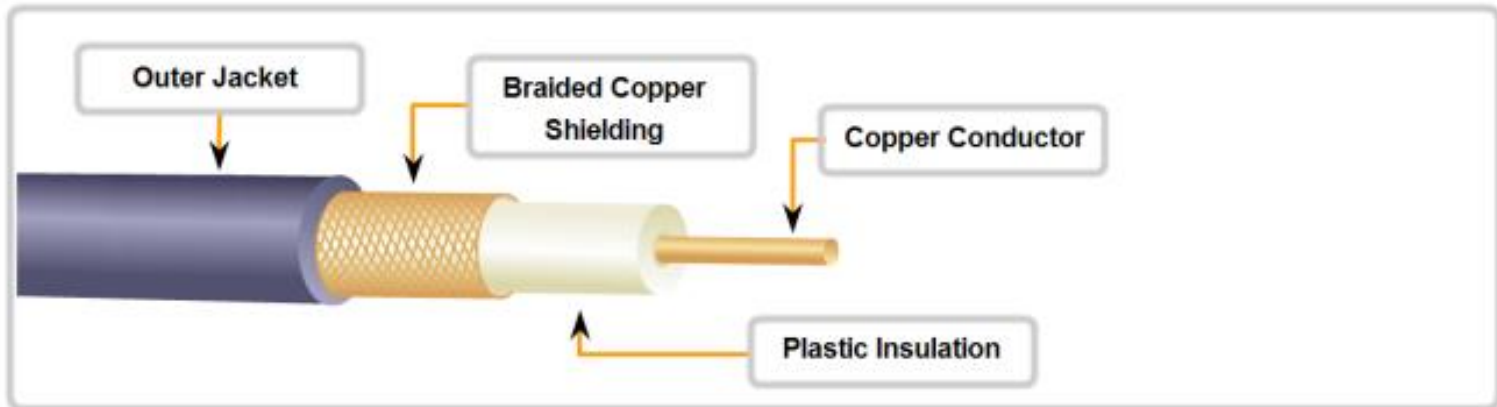 Outer Jacket
Braided Copper
Shielding
Copper Conductor
Plastic Insulation